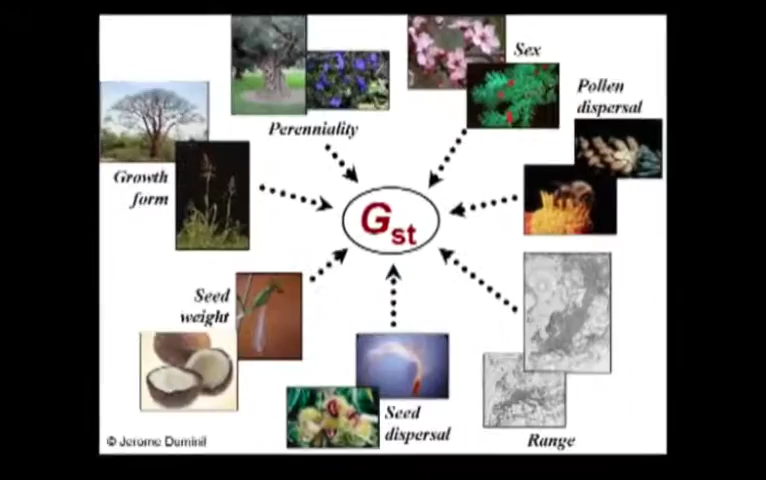 Sex
Pollen
dispersal
Perenniality
Growth
form
Gst
Seed
weight
Seed
dispersal
Range
© Jerome Duminil